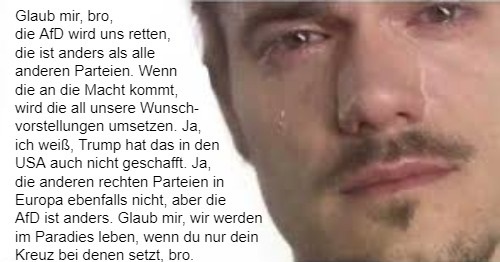 Glaub mir, bro,
die AfD wird uns retten,
die ist anders als alle
anderen Parteien. Wenn
die an die Macht kommt,
wird die all unsere Wunsch-
vorstellungen umsetzen. Ja,
ich weiß, Trump hat das in den
USA auch nicht geschafft. Ja,
die anderen rechten Parteien in
Europa ebenfalls nicht, aber die
AfD ist anders. Glaub mir, wir werden
im Paradies leben, wenn du nur dein
Kreuz bei denen setzt, bro.